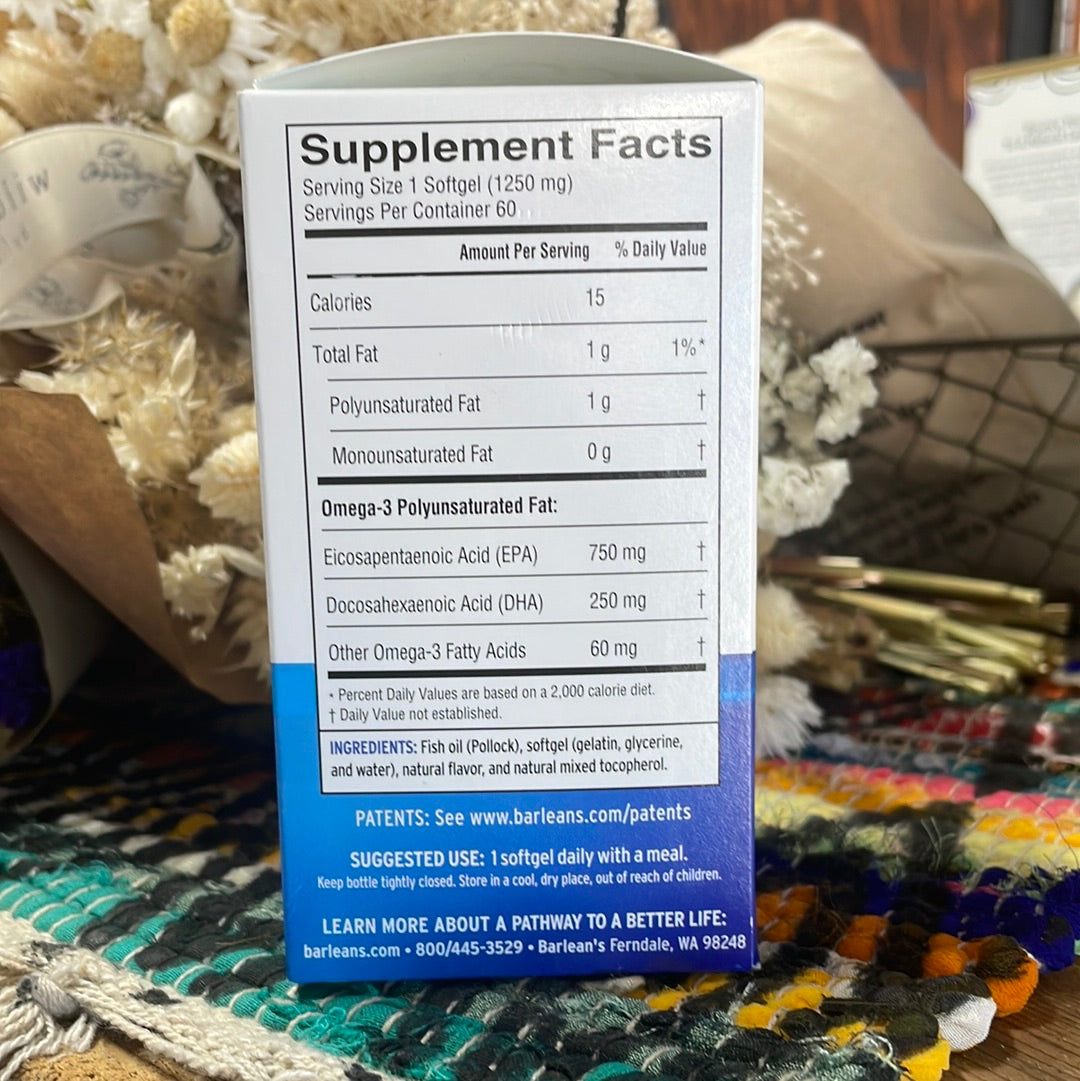 Supplement Facts
Serving Size 1 Softgel (1250 mg)
Servings Per Container 60
Amount Per Serving % Daily Value
Calories 15
Total Fat 1 g 1%*
Polyunsaturated Fat 1 g †
Monounsaturated Fat 0 g †
Omega-3 Polyunsaturated Fat:
Eicosapentaenoic Acid (EPA) 750 mg †
Docosahexaenoic Acid (DHA) 250 mg †
Other Omega-3 Fatty Acids 60 mg †
* Percent Daily Values are based on a 2,000 calorie diet.
† Daily Value not established.
INGREDIENTS: Fish oil (Pollock), softgel (gelatin, glycerine,
and water), natural flavor, and natural mixed tocopherol.
PATENTS: See www.barleans.com/patents
SUGGESTED USE: 1 softgel daily with a meal.
Keep bottle tightly closed. Store in a cool, dry place, out of reach of children.
LEARN MORE ABOUT A PATHWAY TO A BETTER LIFE:
barleans.com • 800/445-3529 • Barlean's Ferndale, WA 98248